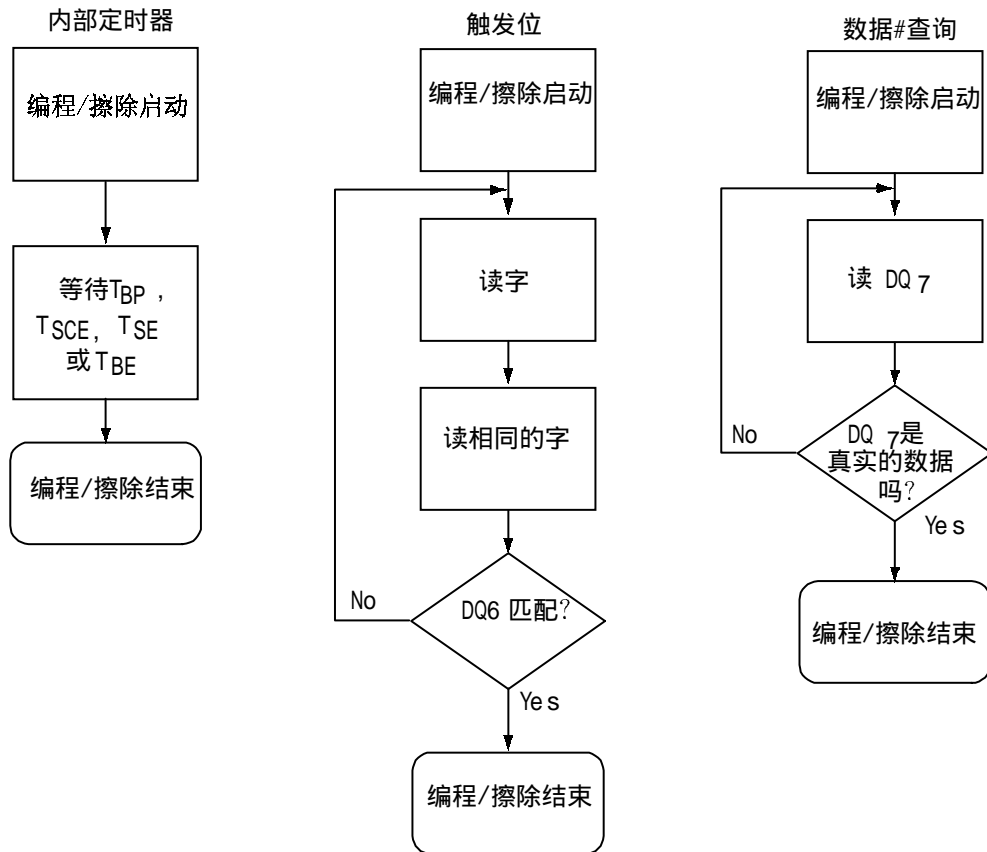 内部定时器
编程/擦除启动
等待TBP ,
TSCE, TSE
或TBE
编程/擦除结束
触发位
编程/擦除启动
读字
读相同的字
No
DQ6 匹配?
Yes
编程/擦除结束
数据#查询
编程/擦除启动
读 DQ 7
No
DQ 7是
真实的数据
吗?
Yes
编程/擦除结束